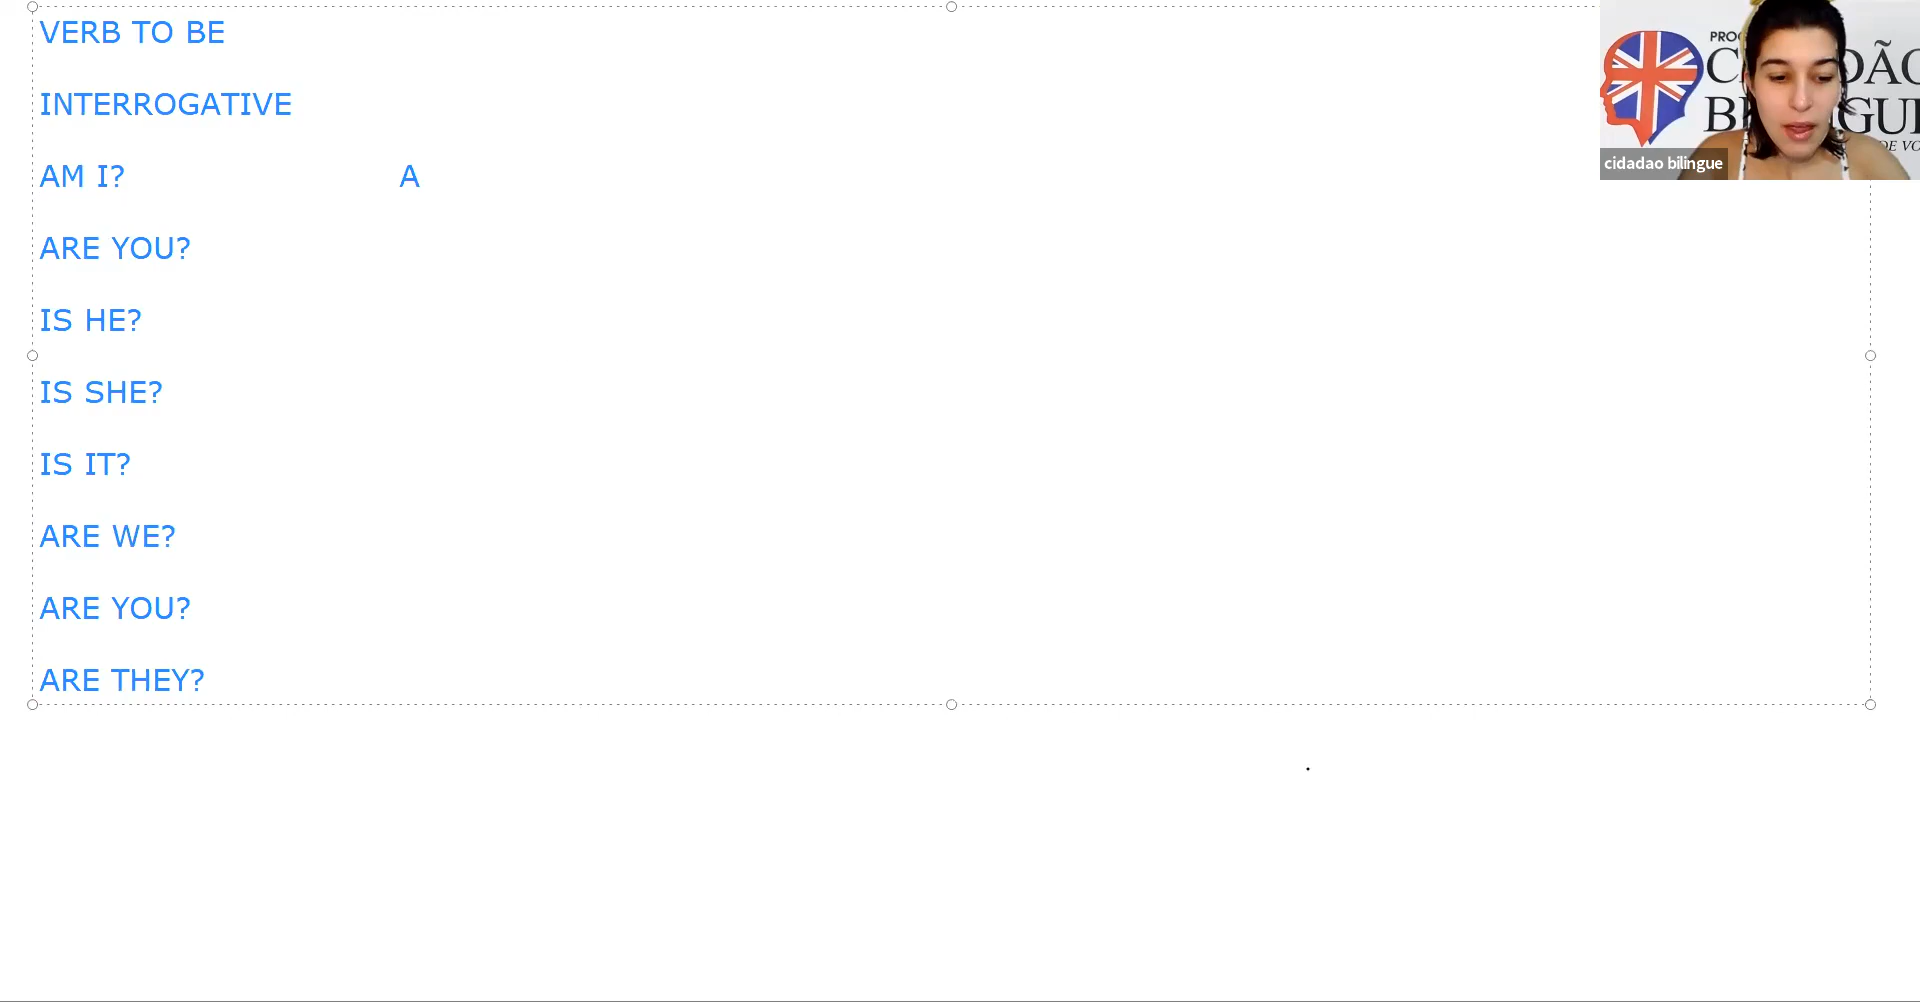 VERB TO BE
INTERROGATIVE
AM I? A
ARE YOU?
IS HE?
IS SHE?
IS IT?
ARE WE?
ARE YOU?
ARE THEY?
cidadao bilingue